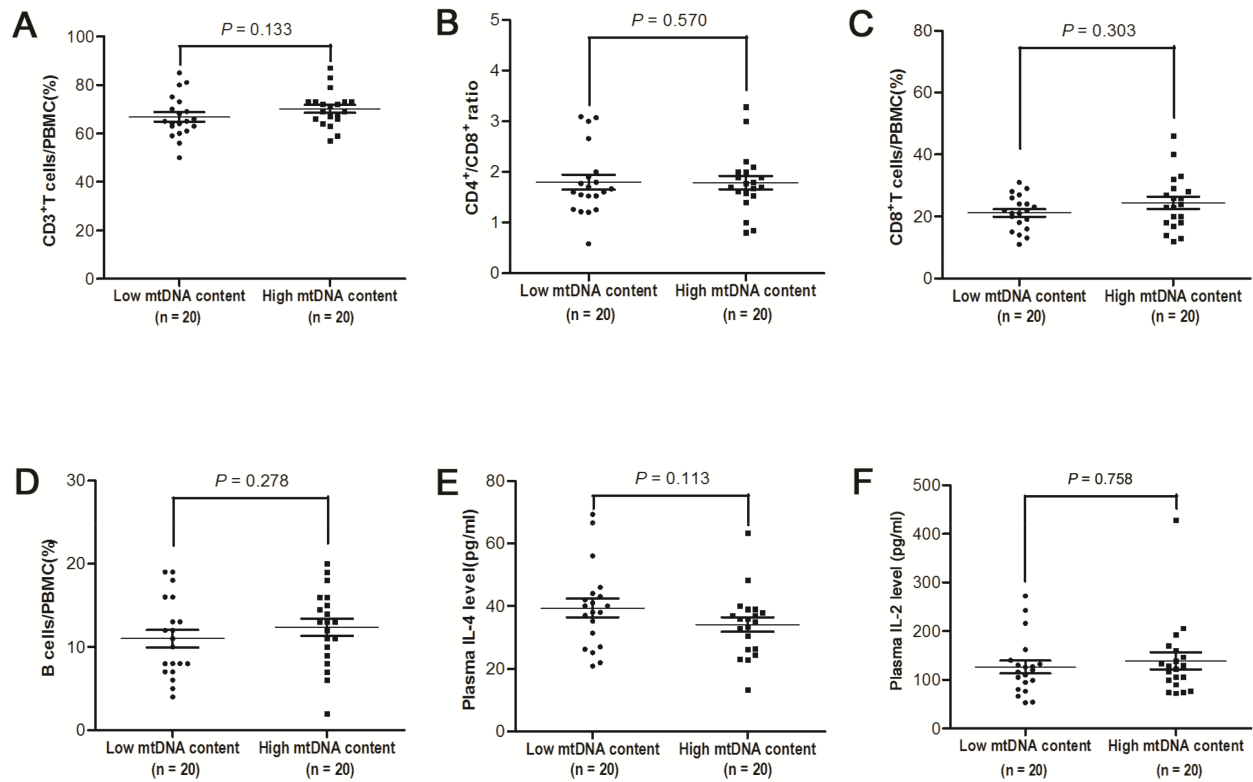 A
P = 0.133
CD3⁺T cells/PBMC(%)
100
80
60
40
20
0
Low mtDNA content
(n = 20)
High mtDNA content
(n = 20)
B
P = 0.570
CD4⁺/CD8⁺ ratio
5
4
3
2
1
0
Low mtDNA content
(n = 20)
High mtDNA content
(n = 20)
C
P = 0.303
CD8⁺T cells/PBMC(%)
80
60
40
20
0
Low mtDNA content
(n = 20)
High mtDNA content
(n = 20)
D
P = 0.278
B cells/PBMC(%)
30
20
10
0
Low mtDNA content
(n = 20)
High mtDNA content
(n = 20)
E
P = 0.113
Plasma IL-4 level(pg/ml)
80
60
40
20
0
Low mtDNA content
(n = 20)
High mtDNA content
(n = 20)
F
P = 0.758
Plasma IL-2 level (pg/ml)
500
400
300
200
100
0
Low mtDNA content
(n = 20)
High mtDNA content
(n = 20)